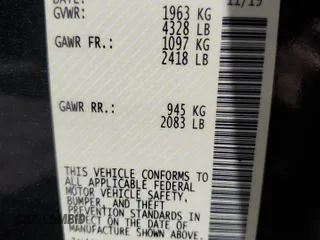 DATE: 11/19
GVWR: 1963 KG
4328 LB
GAWR FR.: 1097 KG
2418 LB
GAWR RR.: 945 KG
2083 LB
THIS VEHICLE CONFORMS TO
ALL APPLICABLE FEDERAL
MOTOR VEHICLE SAFETY,
BUMPER, AND THEFT
PREVENTION STANDARDS IN
EFFECT ON THE DATE OF
MANUFACTURE SHOWN ABOVE.